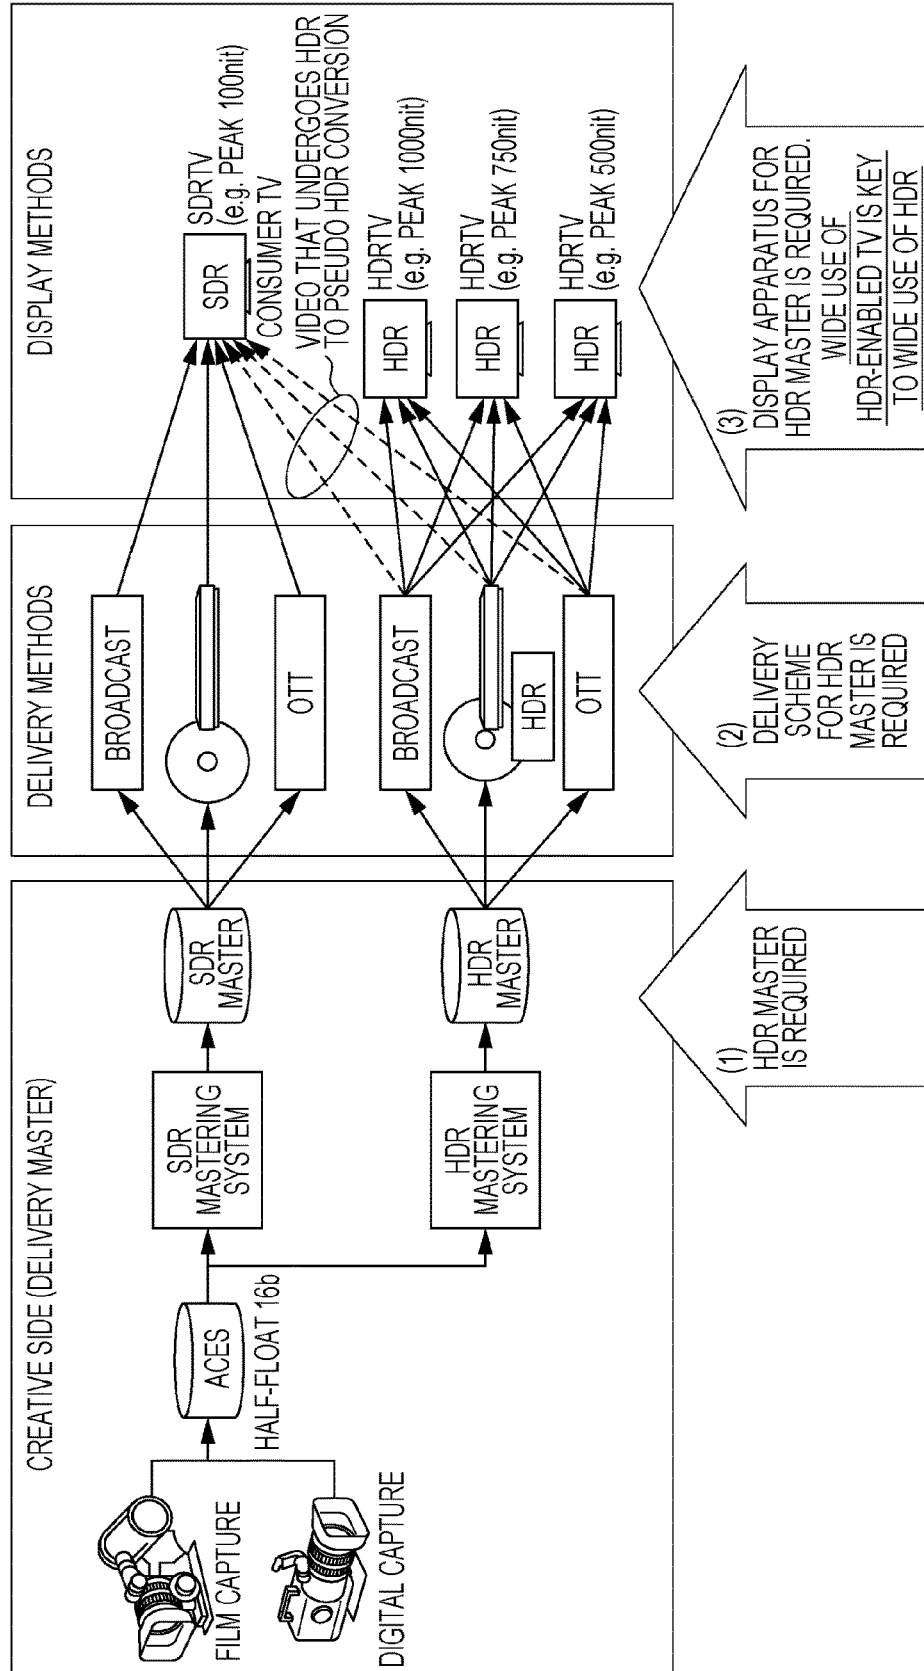 CREATIVE SIDE (DELIVERY MASTER)
FILM CAPTURE
DIGITAL CAPTURE
ACES
HALF-FLOAT 16b
SDR
MASTERING
SYSTEM
HDR
MASTERING
SYSTEM
SDR
MASTER
HDR
MASTER
(1)
HDR MASTER
IS REQUIRED
DELIVERY METHODS
BROADCAST
OTT
BROADCAST
HDR
OTT
(2)
DELIVERY
SCHEME
FOR HDR
MASTER IS
REQUIRED
DISPLAY METHODS
SDR
SDRTV
(e.g. PEAK 100nit)
CONSUMER TV
VIDEO THAT UNDERGOES HDR
TO PSEUDO HDR CONVERSION
HDR
HDRTV
(e.g. PEAK 1000nit)
HDR
HDRTV
(e.g. PEAK 750nit)
HDR
HDRTV
(e.g. PEAK 500nit)
(3)
DISPLAY APPARATUS FOR
HDR MASTER IS REQUIRED.
WIDE USE OF
HDR-ENABLED TV IS KEY
TO WIDE USE OF HDR